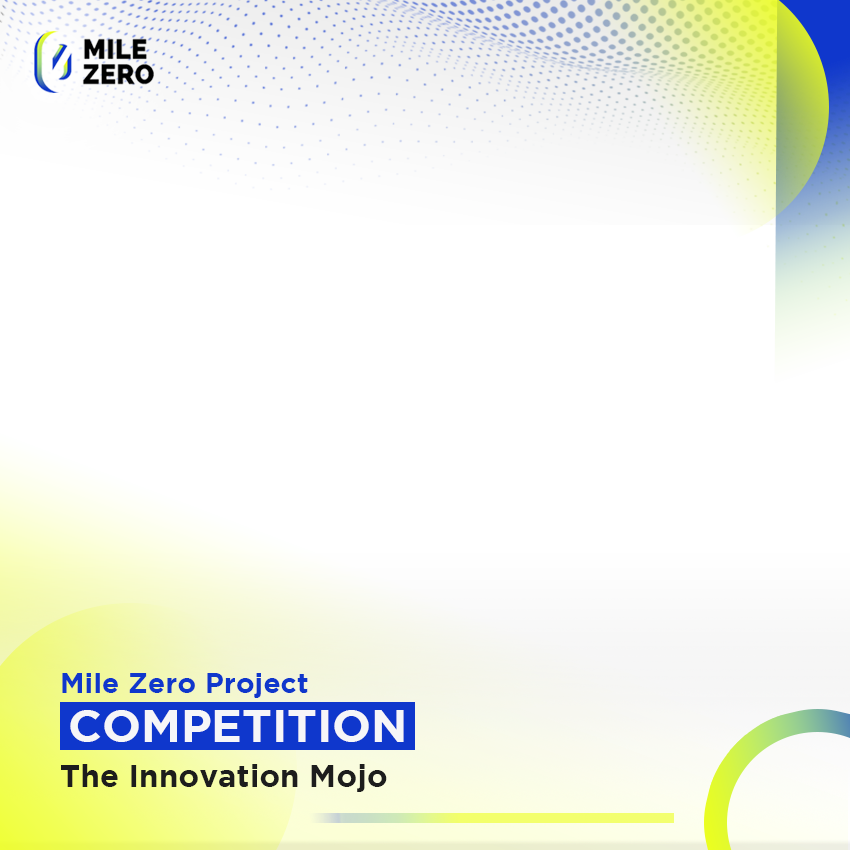 MILE
ZERO
Mile Zero Project
COMPETITION
The Innovation Mojo